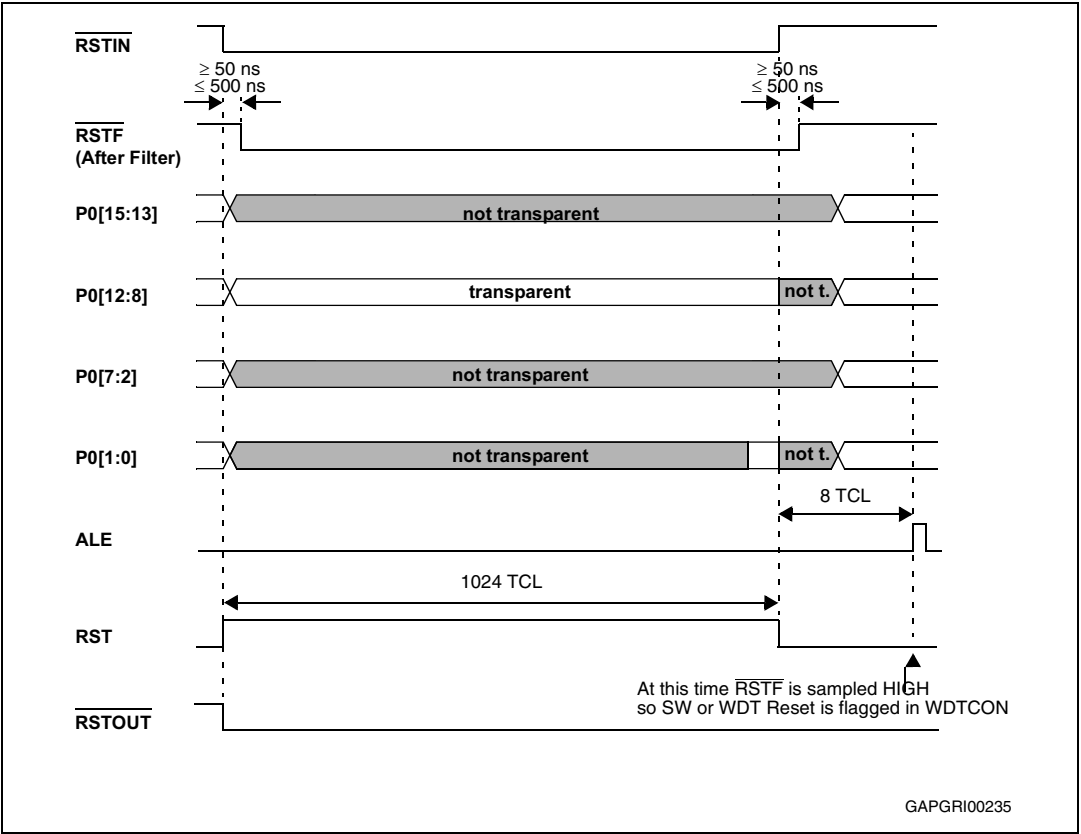 RSTIN
≥ 50 ns
≤ 500 ns
≥ 50 ns
≤ 500 ns
RSTF
(After Filter)
P0[15:13]
not transparent
P0[12:8]
transparent
not t.
P0[7:2]
not transparent
P0[1:0]
not transparent
not t.
8 TCL
ALE
1024 TCL
RST
At this time RSTF is sampled HIGH
so SW or WDT Reset is flagged in WDTCON
RSTOUT
GAPGRI00235